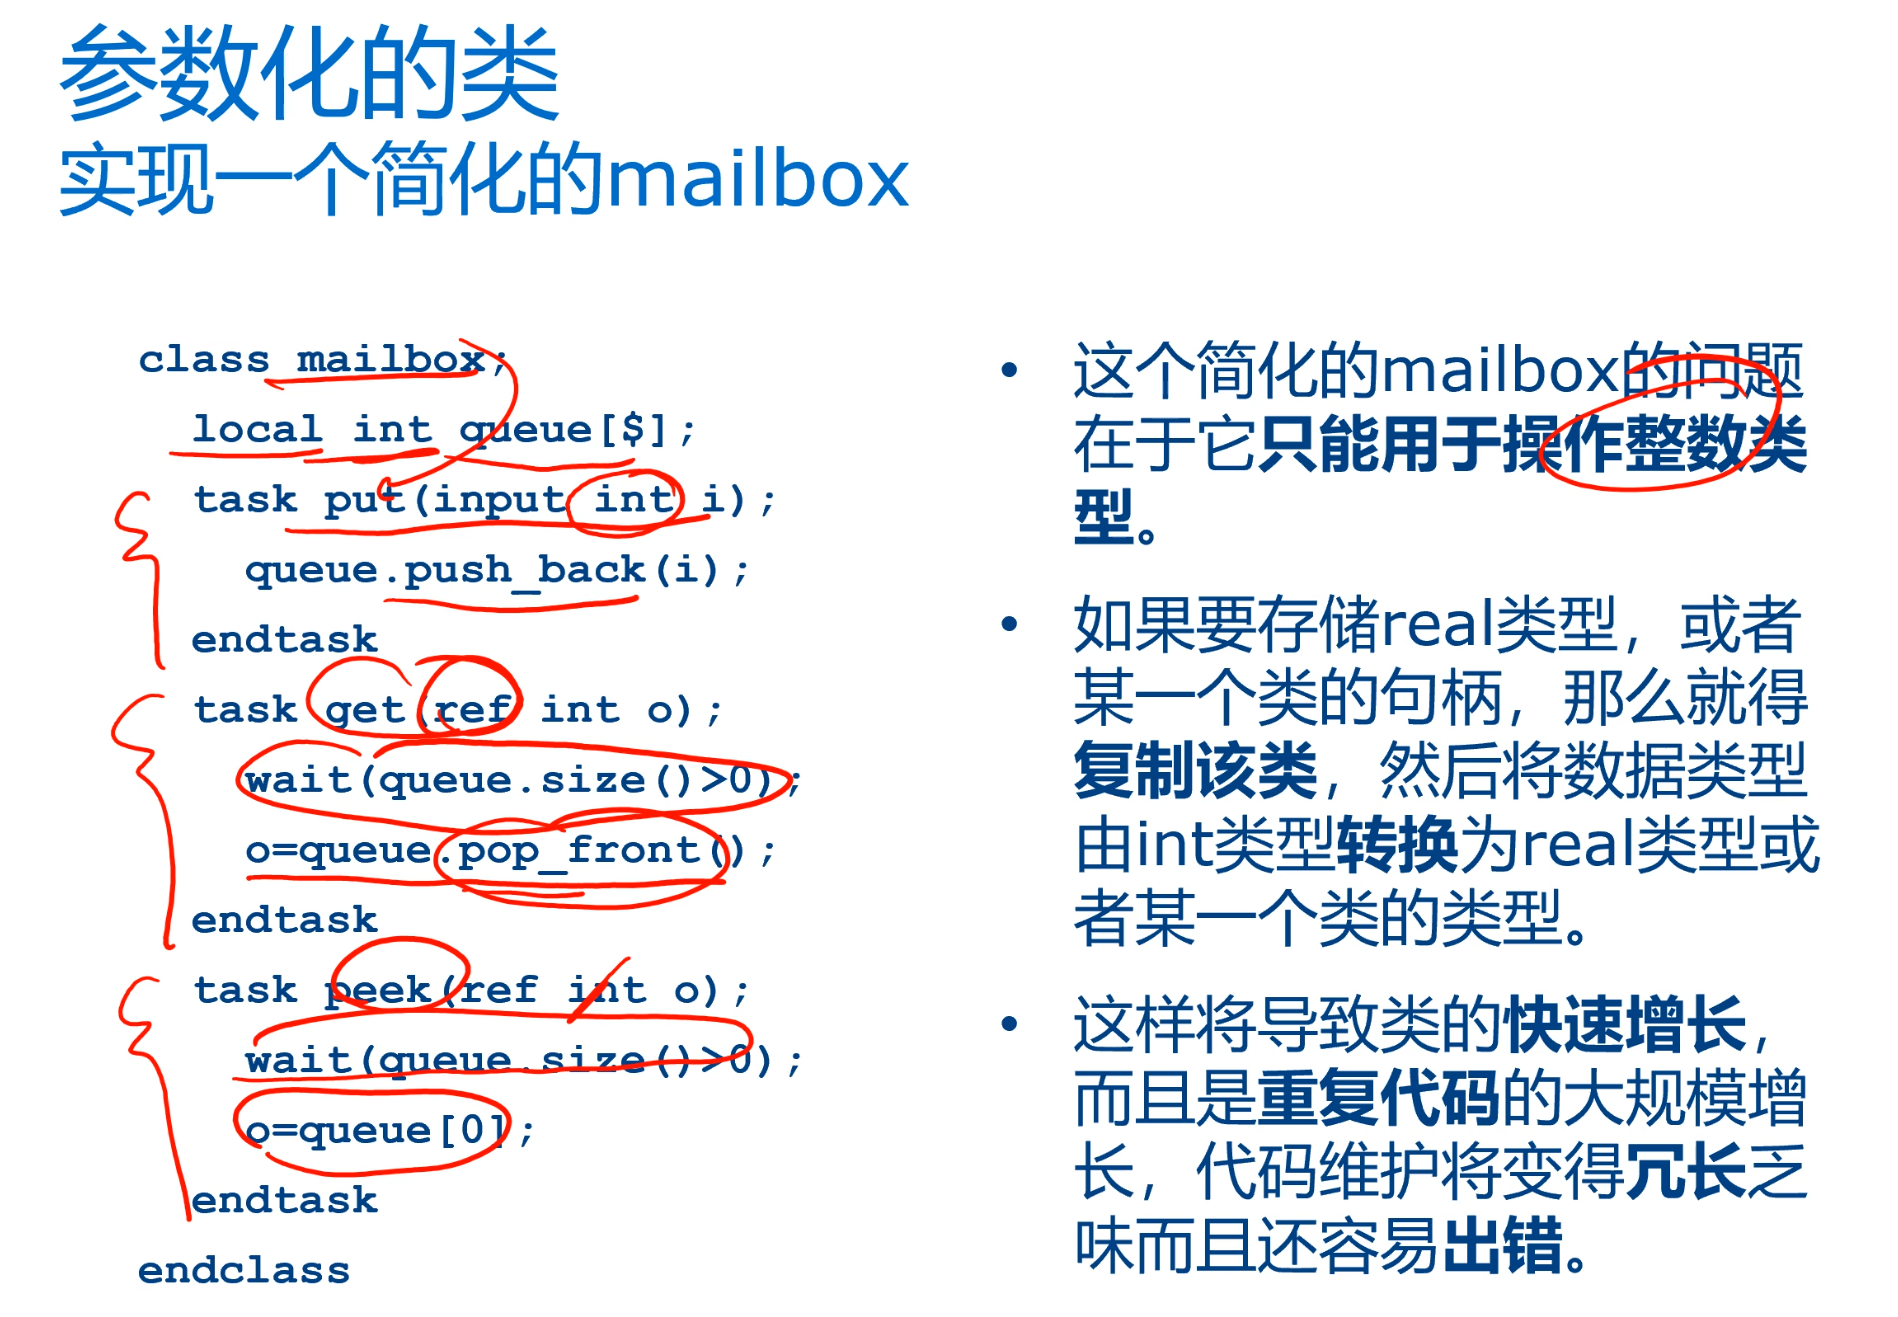 参数化的类
实现一个简化的mailbox
class mailbox;
local int queue[$];
task put(input int i);
queue.push_back(i);
endtask
task get(ref int o);
wait(queue.size()>0);
o=queue.pop_front();
endtask
task peek(ref int o);
wait(queue.size()>0);
o=queue[0];
endtask
endclass
• 这个简化的mailbox的问题
在于它只能用于操作整数类
型。
• 如果要存储real类型，或者
某一个类的句柄，那么就得
复制该类，然后将数据类型
由int类型转换为real类型或
者某一个类的类型。
• 这样将导致类的快速增长，
而且是重复代码的大规模增
长，代码维护将变得冗长乏
味而且还容易出错。